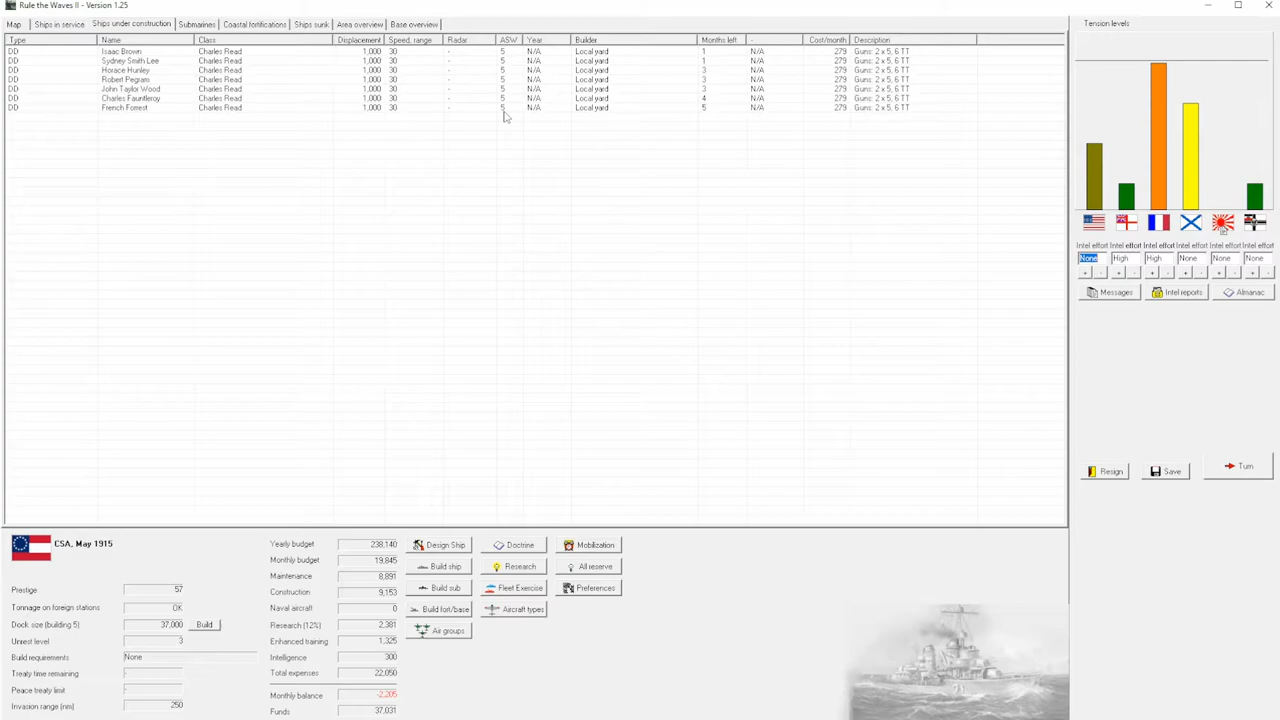 Rule the Waves II - Version 1.25
Map Ships in service Ships under construction Submarines Coastal fortifications Ships sunk Area overview Base overview
Type Name Class Displacement Speed, range Radar ASW Year Builder Months left - Cost/month Description
DD Isaac Brown Charles Read 1,000 30 - 5 N/A Local yard 1 N/A 279 Guns: 2 x 5, 6 TT
DD Sydney Smith Lee Charles Read 1,000 30 - 5 N/A Local yard 1 N/A 279 Guns: 2 x 5, 6 TT
DD Horace Hunley Charles Read 1,000 30 - 5 N/A Local yard 3 N/A 279 Guns: 2 x 5, 6 TT
DD Robert Pegram Charles Read 1,000 30 - 5 N/A Local yard 3 N/A 279 Guns: 2 x 5, 6 TT
DD John Taylor Wood Charles Read 1,000 30 - 5 N/A Local yard 3 N/A 279 Guns: 2 x 5, 6 TT
DD Charles Fauntleroy Charles Read 1,000 30 - 5 N/A Local yard 4 N/A 279 Guns: 2 x 5, 6 TT
DD French Forrest Charles Read 1,000 30 - 5 N/A Local yard 5 N/A 279 Guns: 2 x 5, 6 TT
Tension levels
Intel effort Intel effort Intel effort Intel effort Intel effort Intel effort
None High High None None None
+ - + - + - + - + - + -
Messages Intel reports Almanac
Resign Save Turn
CSA, May 1915
Prestige 57
Tonnage on foreign stations OK
Dock size (building 5) 37,000 Build
Unrest level 3
Build requirements None
Treaty time remaining -
Peace treaty limit -
Invasion range (nm) 250
Yearly budget 238,140
Monthly budget 19,845
Maintenance 8,891
Construction 9,153
Naval aircraft 0
Research (12%) 2,381
Enhanced training 1,325
Intelligence 300
Total expenses 22,050
Monthly balance -2,205
Funds 37,031
Design Ship Doctrine Mobilization
Build ship Research All reserve
Build sub Fleet Exercise Preferences
Build fort/base Aircraft types
Air groups
71